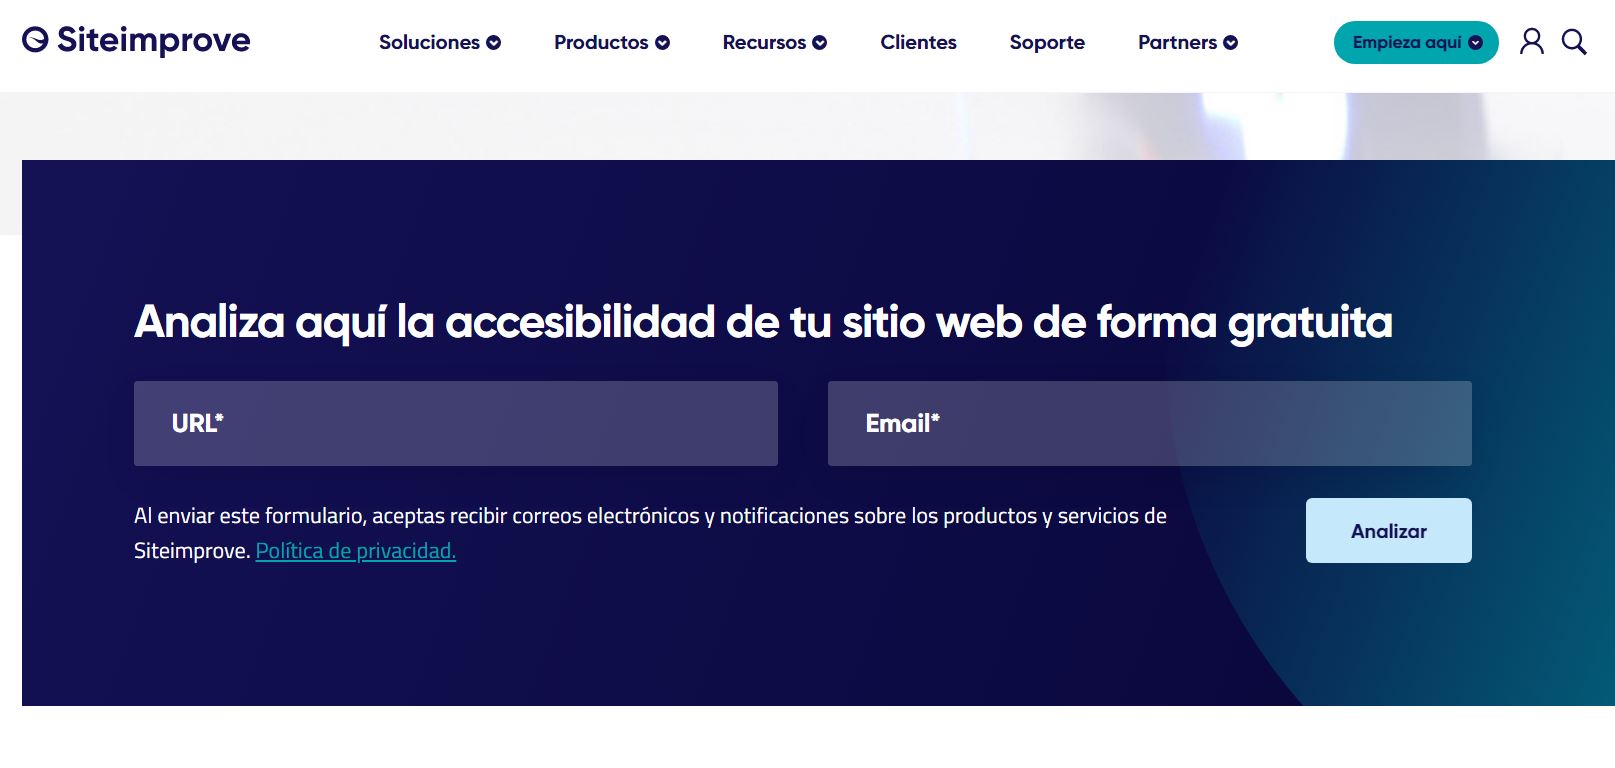 Siteimprove
Soluciones
Productos
Recursos
Clientes
Soporte
Partners
Empieza aquí
Analiza aquí la accesibilidad de tu sitio web de forma gratuita
URL*
Email*
Al enviar este formulario, aceptas recibir correos electrónicos y notificaciones sobre los productos y servicios de
Siteimprove. Política de privacidad.
Analizar